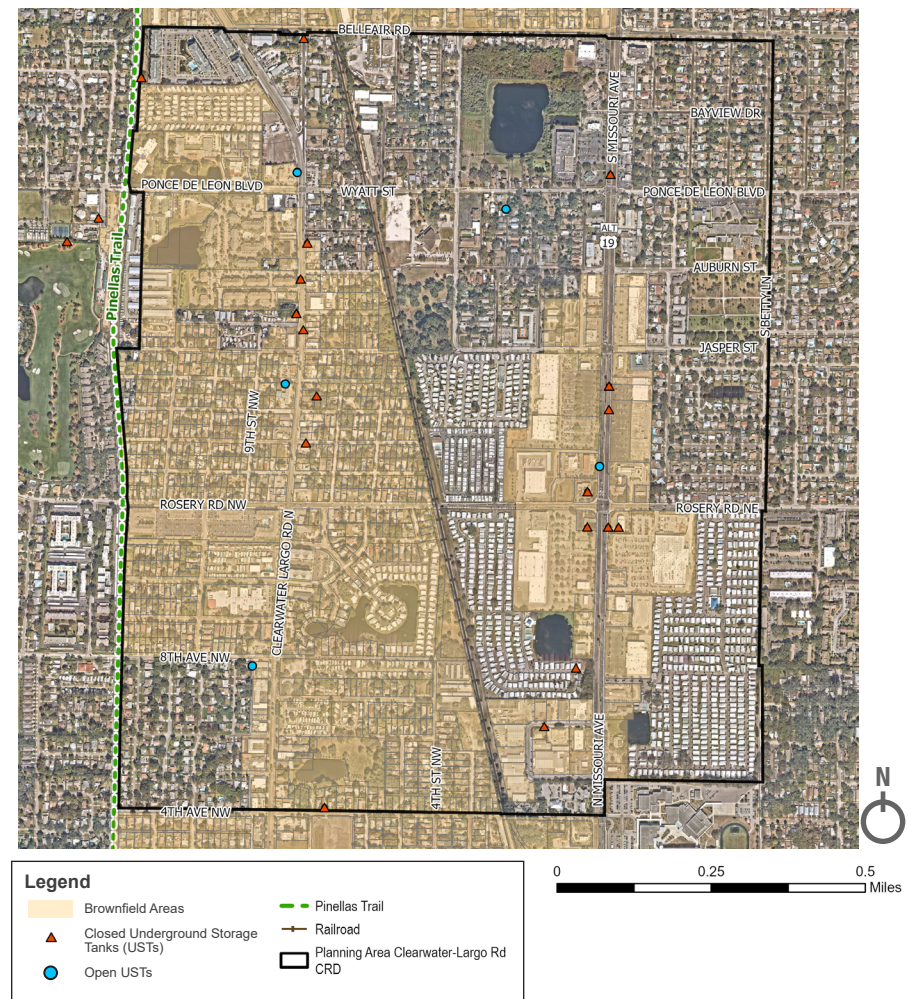 BELLEAIR RD
S MISSOURI AVE
BAYVIEW DR
PONCE DE LEON BLVD
WYATT ST
PONCE DE LEON BLVD
ALT
19
Pinellas Trail
AUBURN ST
S BETTY LN
JASPER ST
9TH ST NW
ROSERY RD NW
ROSERY RD NE
CLEARWATER LARGO RD N
8TH AVE NW
4TH ST NW
N MISSOURI AVE
4TH AVE NW
N
0 0.25 0.5
Miles
Legend
Brownfield Areas
Closed Underground Storage
Tanks (USTs)
Open USTs
Pinellas Trail
Railroad
Planning Area Clearwater-Largo Rd
CRD